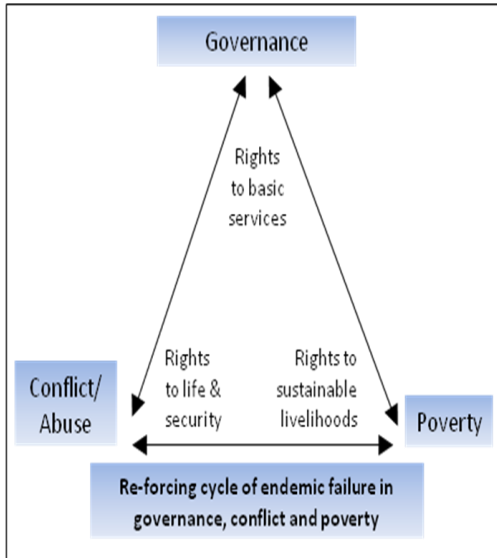 Governance
Rights
to basic
services
Rights
to life &
security
Rights to
sustainable
livelihoods
Conflict/
Abuse
Poverty
Re-forcing cycle of endemic failure in
governance, conflict and poverty